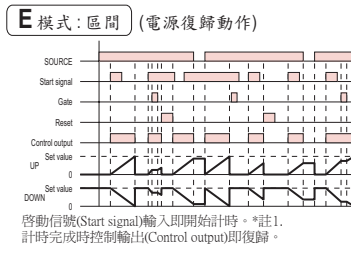 E 模式:區間 (電源復歸動作)
SOURCE
Start signal
Gate
Reset
Control output
Set value
UP
0
Set value
DOWN
0
啓動信號(Start signal)輸入即開始計時。*註1.
計時完成時控制輸出(Control output)即復歸。